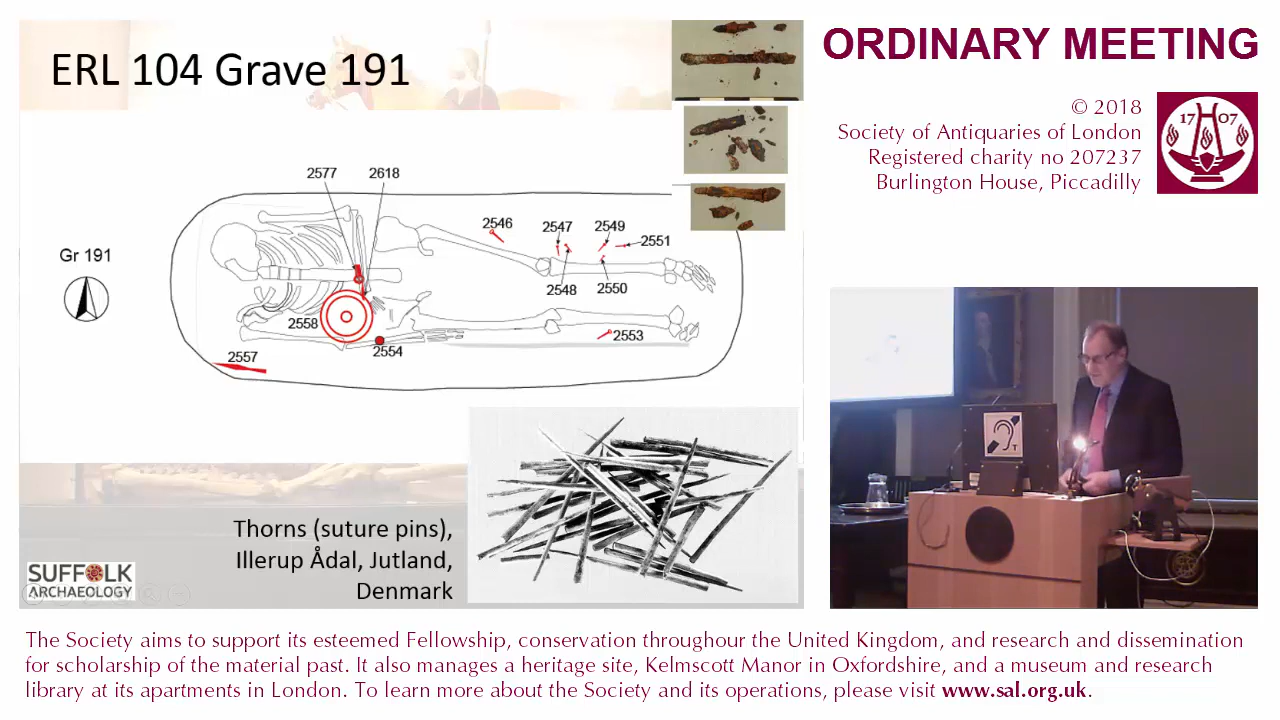 ERL 104 Grave 191
ORDINARY MEETING
© 2018
Society of Antiquaries of London
Registered charity no 207237
Burlington House, Piccadilly
17 07
2577
2618
2546
2547
2549
2551
Gr 191
2548
2550
2558
2553
2554
2557
Thorns (suture pins),
Illerup Ådal, Jutland,
Denmark
SUFFOLK
ARCHAEOLOGY
T
The Society aims to support its esteemed Fellowship, conservation throughour the United Kingdom, and research and dissemination
for scholarship of the material past. It also manages a heritage site, Kelmscott Manor in Oxfordshire, and a museum and research
library at its apartments in London. To learn more about the Society and its operations, please visit www.sal.org.uk.